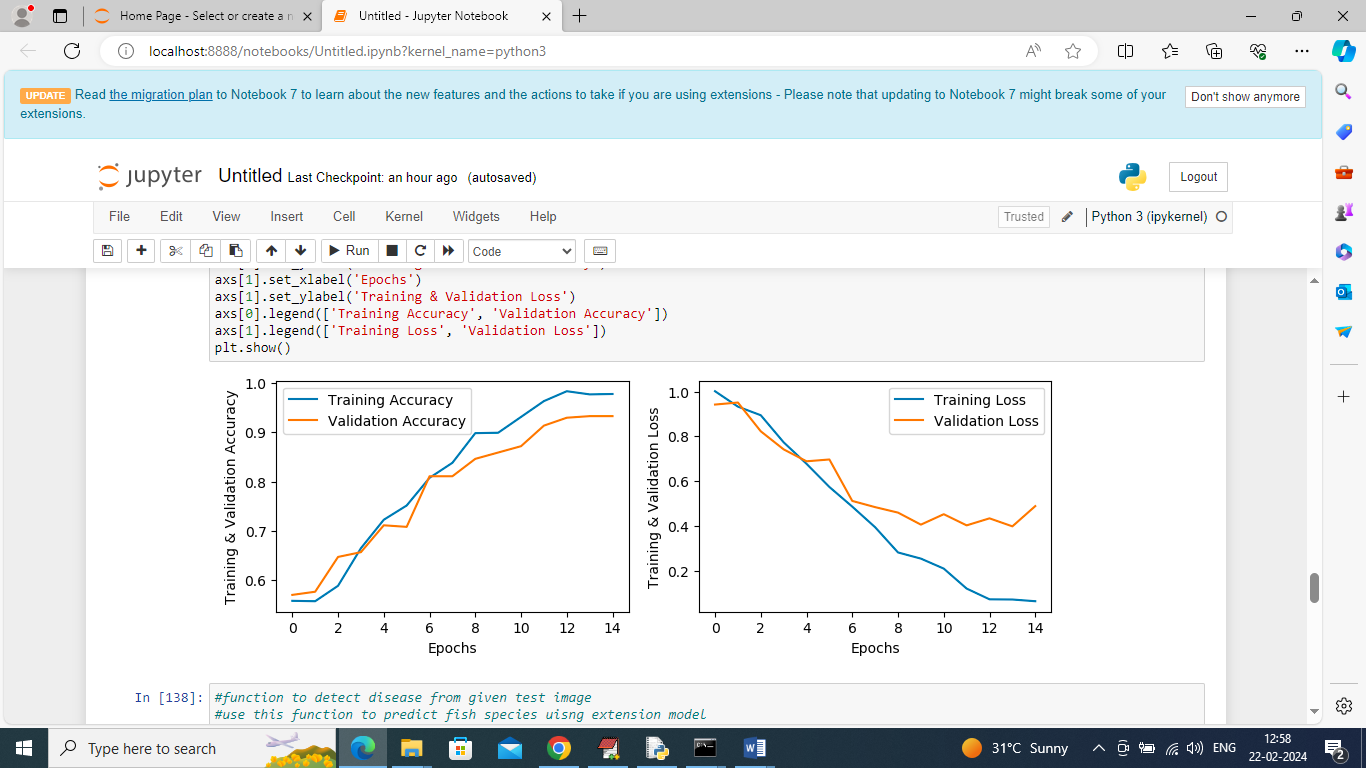 Home Page - Select or create a n
Untitled - Jupyter Notebook
localhost:8888/notebooks/Untitled.ipynb?kernel_name=python3
UPDATE Read the migration plan to Notebook 7 to learn about the new features and the actions to take if you are using extensions - Please note that updating to Notebook 7 might break some of your
extensions.
Don't show anymore
jupyter Untitled Last Checkpoint: an hour ago (autosaved)
Logout
File Edit View Insert Cell Kernel Widgets Help
Trusted
Python 3 (ipykernel)
Run
Code
axs[1].set_xlabel('Epochs')
axs[1].set_ylabel('Training & Validation Loss')
axs[0].legend(['Training Accuracy', 'Validation Accuracy'])
axs[1].legend(['Training Loss', 'Validation Loss'])
plt.show()
Training & Validation Accuracy
1.0
0.9
0.8
0.7
0.6
Training Accuracy
Validation Accuracy
0 2 4 6 8 10 12 14
Epochs
Training & Validation Loss
1.0
0.8
0.6
0.4
0.2
Training Loss
Validation Loss
0 2 4 6 8 10 12 14
Epochs
In [138]:
#function to detect disease from given test image
#use this function to predict fish species uisng extension model
Type here to search
31°C Sunny
ENG
12:58
22-02-2024
2